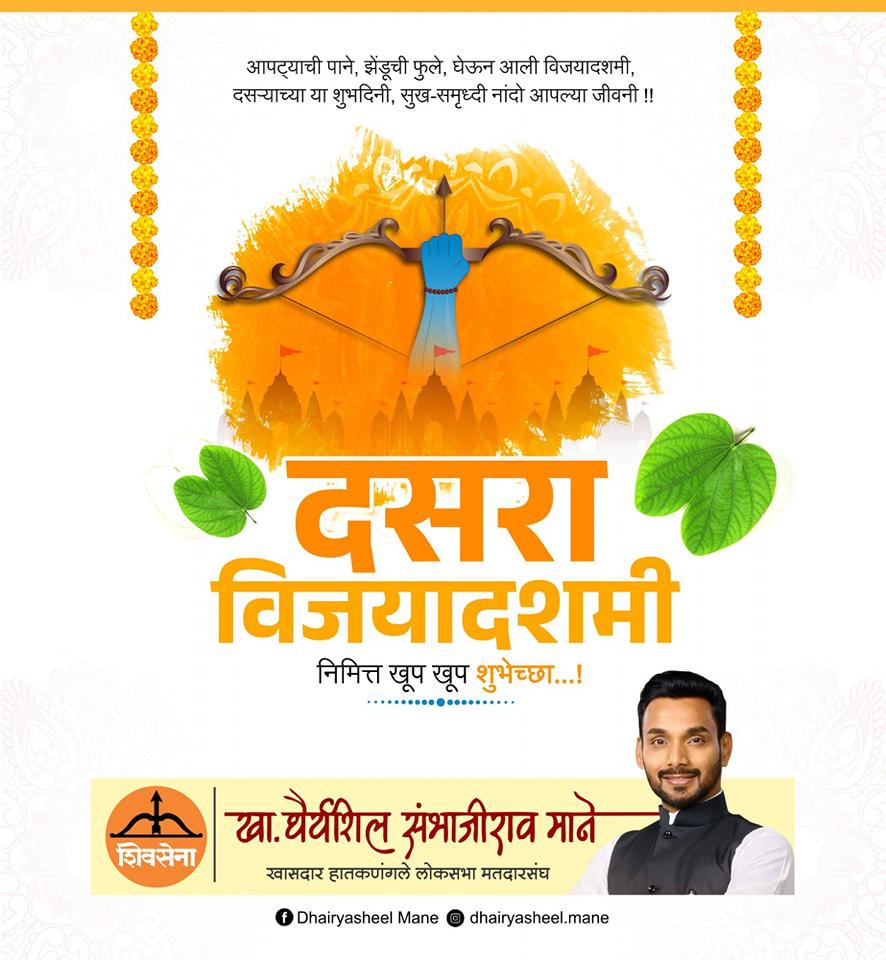 आपट्याची पाने, झेंडूची फुले, घेऊन आली विजयादशमी,
दसऱ्याच्या या शुभदिनी, सुख-समृध्दी नांदो आपल्या जीवनी !!
दसरा
विजयादशमी
निमित्त खूप खूप शुभेच्छा...!
शिवसेना
खा. धैर्यशिल संभाजीराव माने
खासदार हातकणंगले लोकसभा मतदारसंघ
Dhairyasheel Mane dhairyasheel.mane